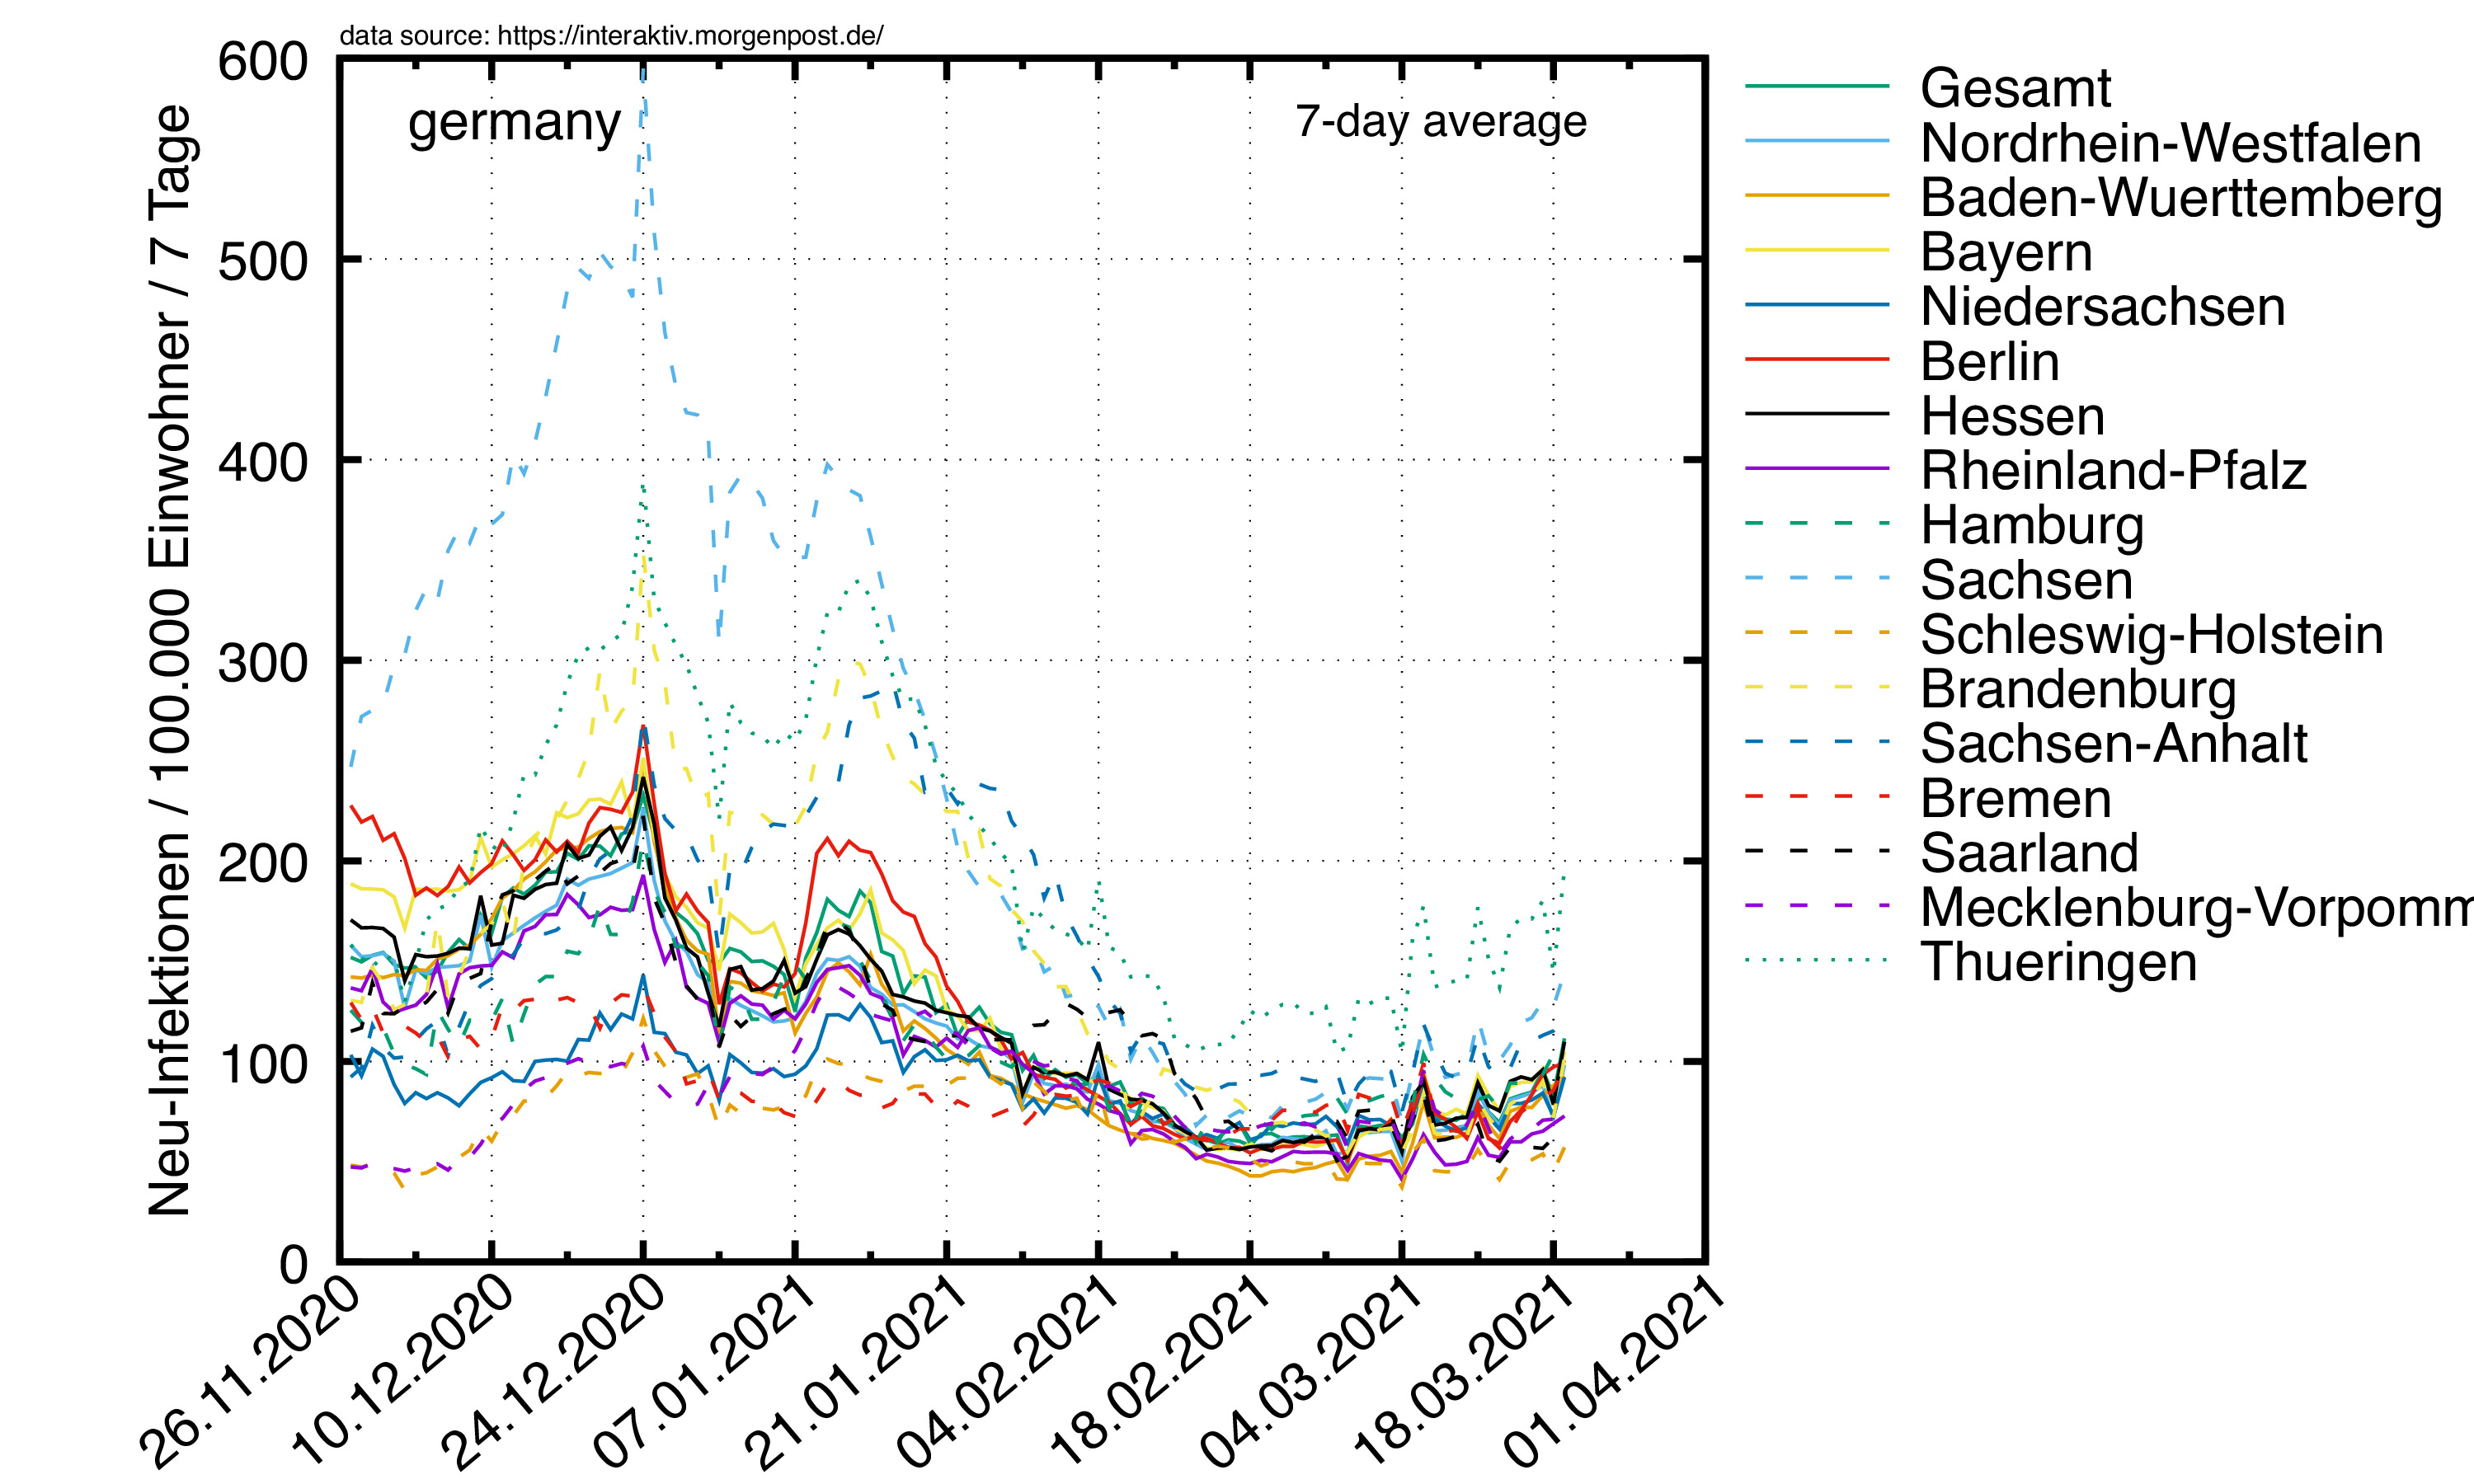 data source: https://interaktiv.morgenpost.de/
600
500
400
300
200
100
0
Neu-Infektionen / 100.000 Einwohner / 7 Tage
germany
7-day average
26.11.2020
10.12.2020
24.12.2020
07.01.2021
21.01.2021
04.02.2021
18.02.2021
04.03.2021
18.03.2021
01.04.2021
Gesamt
Nordrhein-Westfalen
Baden-Wuerttemberg
Bayern
Niedersachsen
Berlin
Hessen
Rheinland-Pfalz
Hamburg
Sachsen
Schleswig-Holstein
Brandenburg
Sachsen-Anhalt
Bremen
Saarland
Mecklenburg-Vorpomm
Thueringen